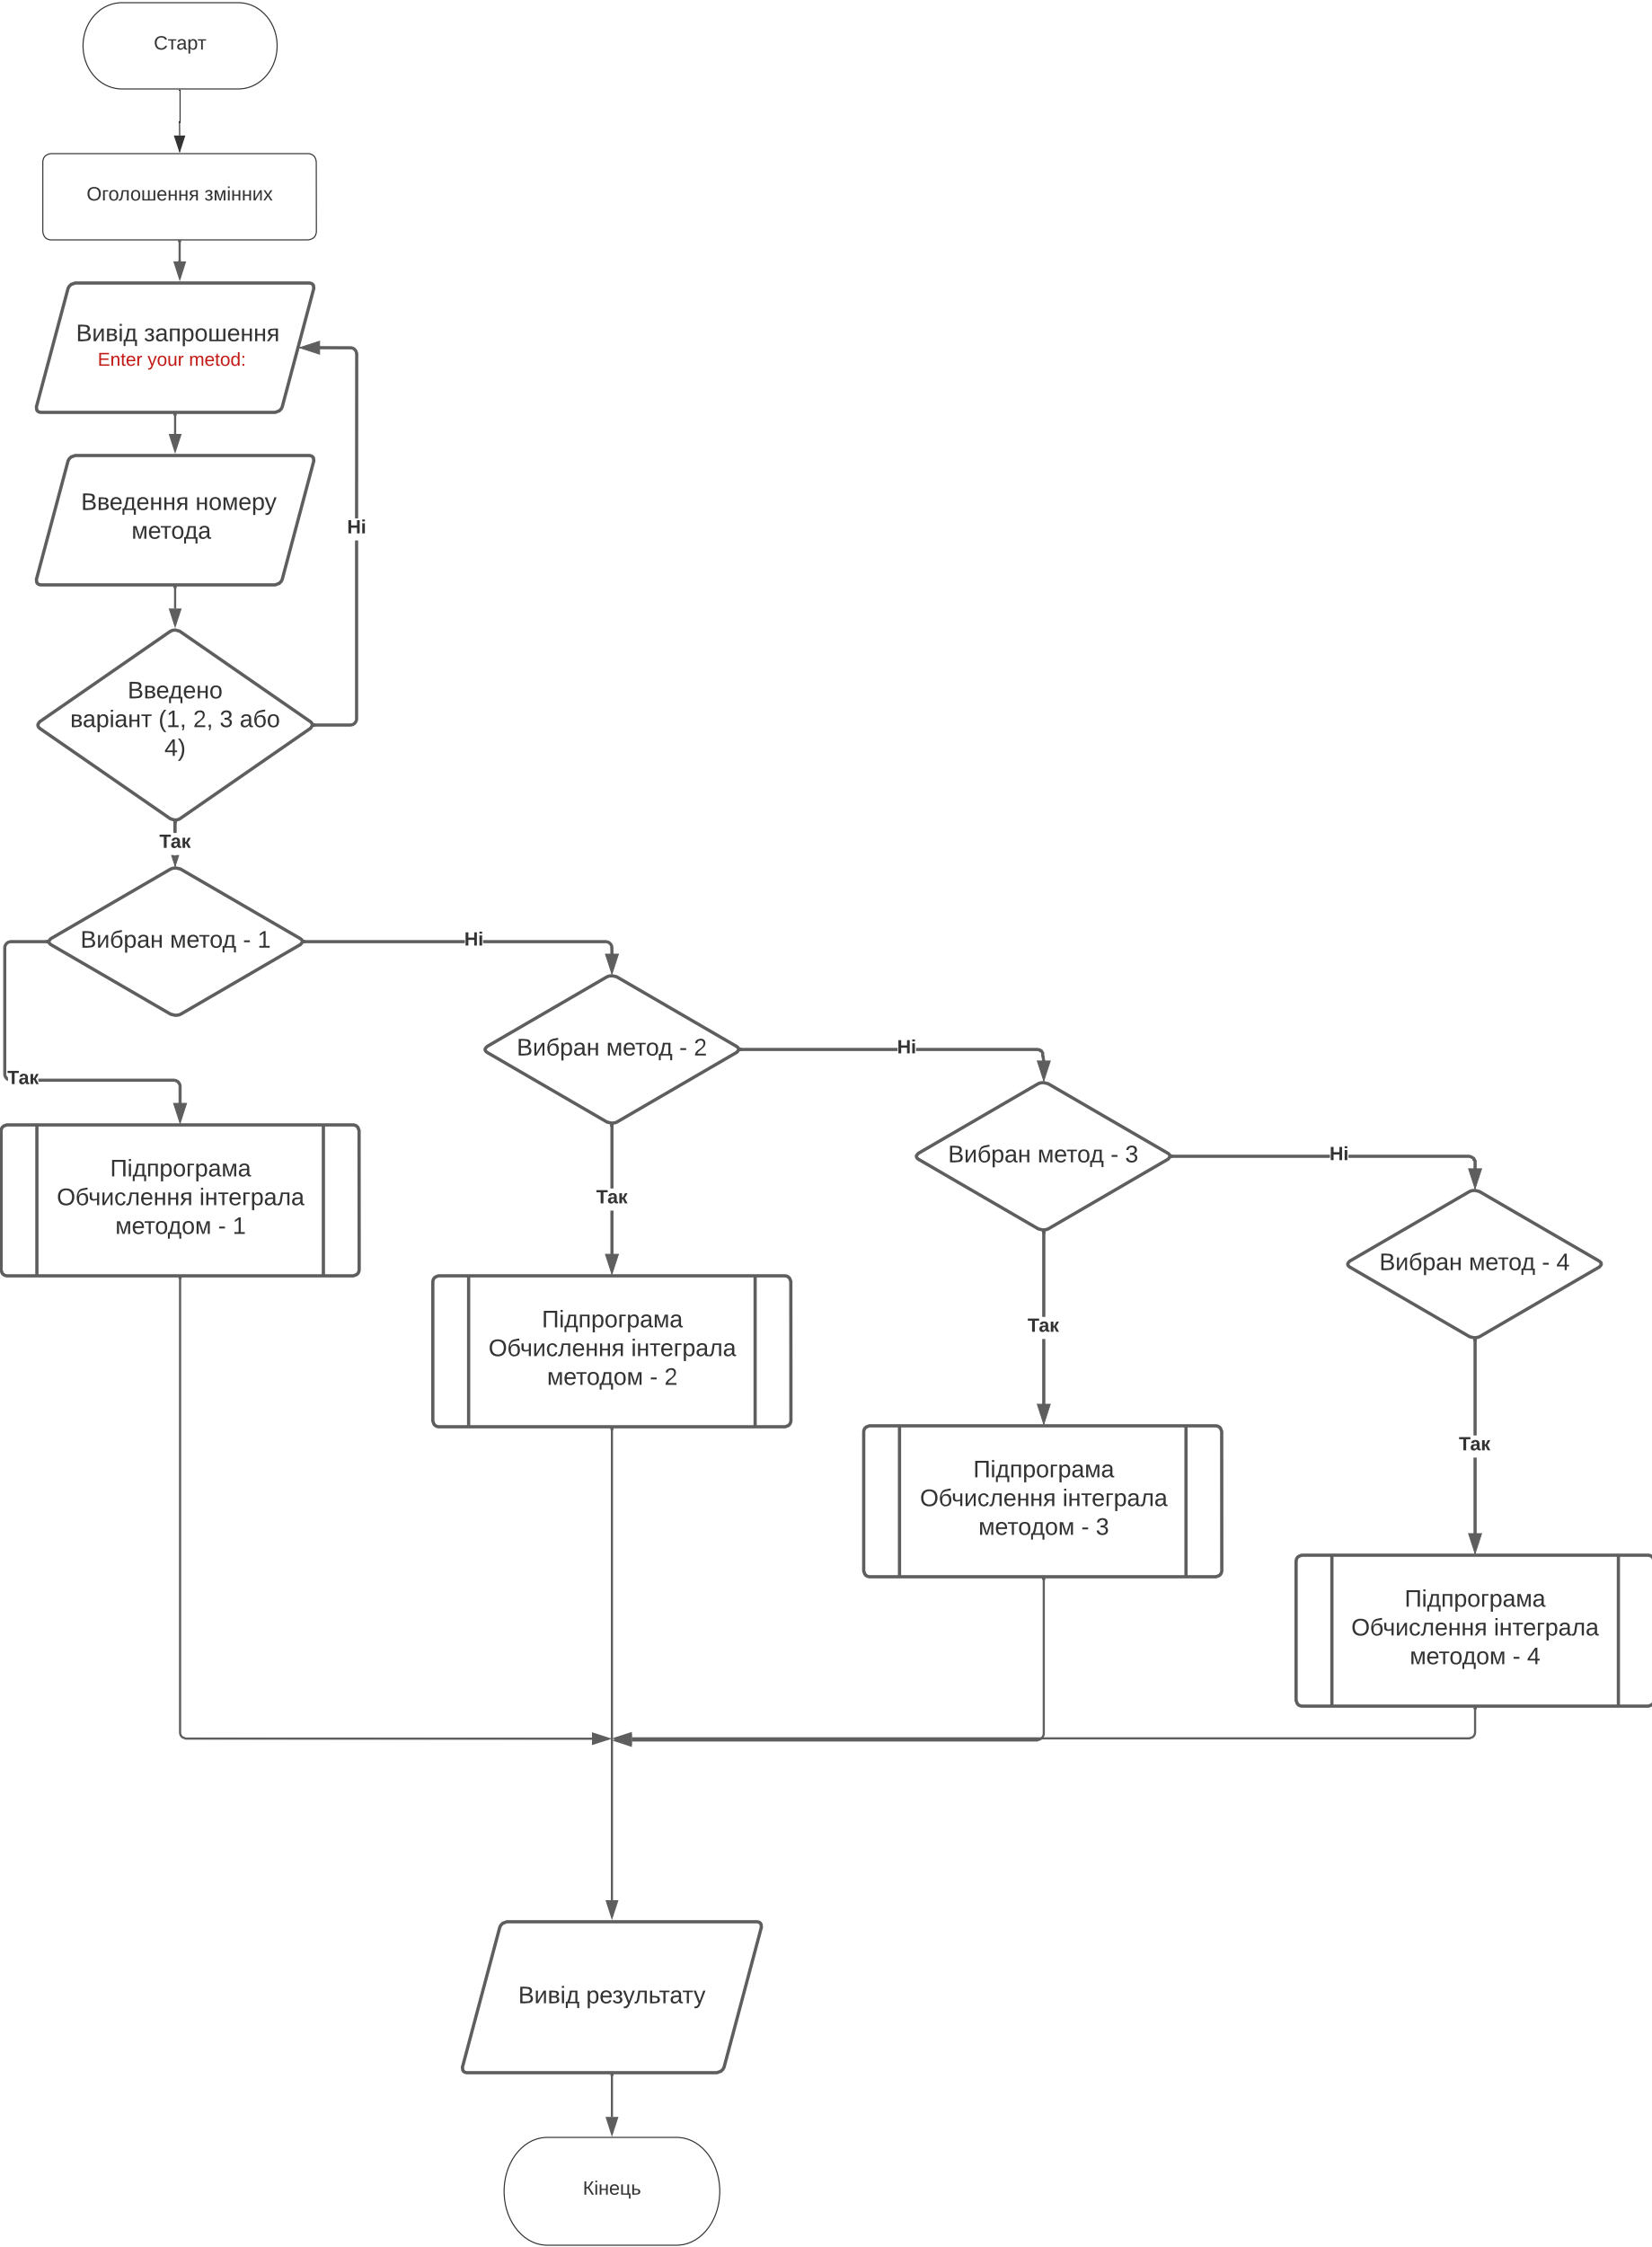 Старт
Оголошення змінних
Вивід запрошення
Enter your metod:
Введення номеру
метода
Ні
Введено
варіант (1, 2, 3 або
4)
Так
Вибран метод - 1
Ні
Вибран метод - 2
Ні
Так
Вибран метод - 3
Ні
Підпрограма
Обчислення інтеграла
методом - 1
Так
Вибран метод - 4
Підпрограма
Обчислення інтеграла
методом - 2
Так
Так
Підпрограма
Обчислення інтеграла
методом - 3
Підпрограма
Обчислення інтеграла
методом - 4
Вивід результату
Кінець